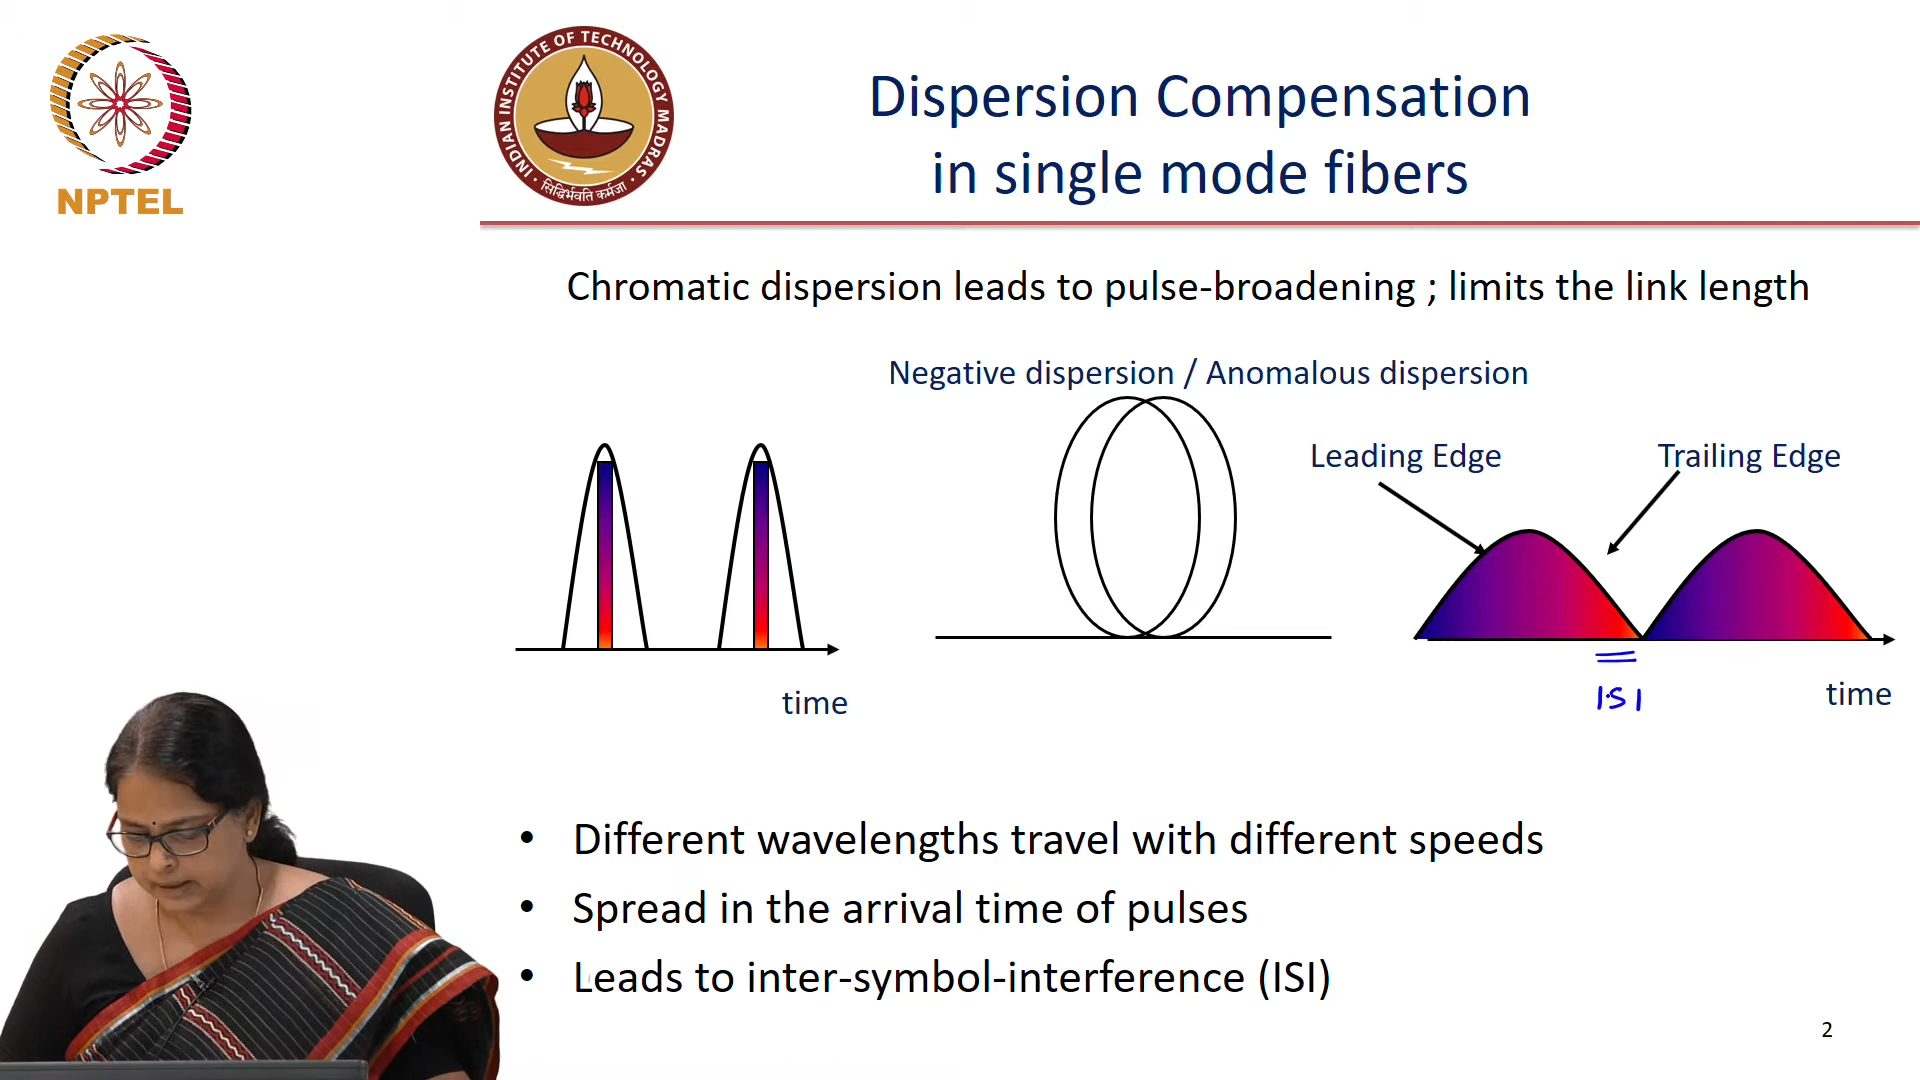 NPTEL
INDIAN INSTITUTE OF TECHNOLOGY MADRAS
सिद्धिर्भवति कर्मजा
Dispersion Compensation
in single mode fibers
Chromatic dispersion leads to pulse-broadening ; limits the link length
Negative dispersion / Anomalous dispersion
Leading Edge
Trailing Edge
time
ISI
time
• Different wavelengths travel with different speeds
• Spread in the arrival time of pulses
• Leads to inter-symbol-interference (ISI)
2